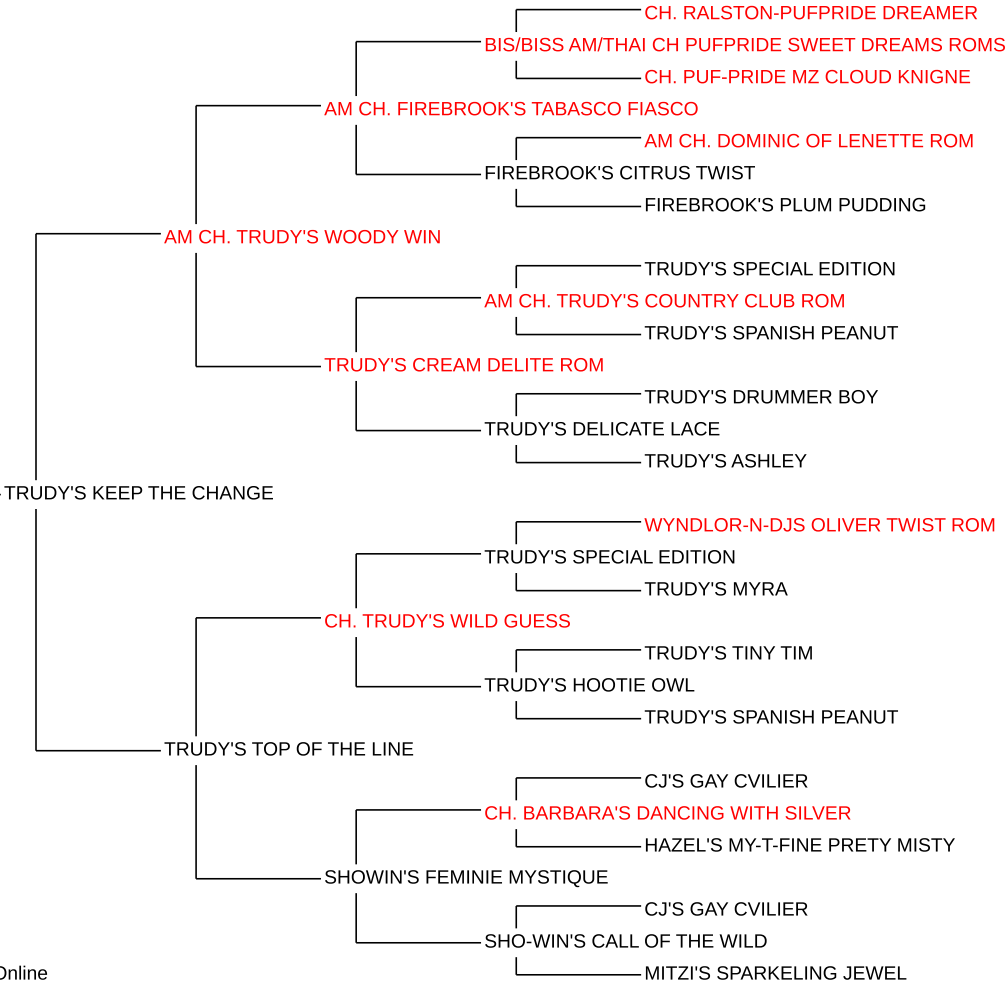 CH. RALSTON-PUFPRIDE DREAMER
BIS/BISS AM/THAI CH PUFPRIDE SWEET DREAMS ROMS
CH. PUF-PRIDE MZ CLOUD KNIGNE
AM CH. FIREBROOK'S TABASCO FIASCO
AM CH. DOMINIC OF LENETTE ROM
FIREBROOK'S CITRUS TWIST
FIREBROOK'S PLUM PUDDING
AM CH. TRUDY'S WOODY WIN
TRUDY'S SPECIAL EDITION
AM CH. TRUDY'S COUNTRY CLUB ROM
TRUDY'S SPANISH PEANUT
TRUDY'S CREAM DELITE ROM
TRUDY'S DRUMMER BOY
TRUDY'S DELICATE LACE
TRUDY'S ASHLEY
TRUDY'S KEEP THE CHANGE
WYNDLOR-N-DJS OLIVER TWIST ROM
TRUDY'S SPECIAL EDITION
TRUDY'S MYRA
CH. TRUDY'S WILD GUESS
TRUDY'S TINY TIM
TRUDY'S HOOTIE OWL
TRUDY'S SPANISH PEANUT
TRUDY'S TOP OF THE LINE
CJ'S GAY CVILIER
CH. BARBARA'S DANCING WITH SILVER
HAZEL'S MY-T-FINE PRETY MISTY
SHOWIN'S FEMINIE MYSTIQUE
CJ'S GAY CVILIER
SHO-WIN'S CALL OF THE WILD
MITZI'S SPARKELING JEWEL
Online